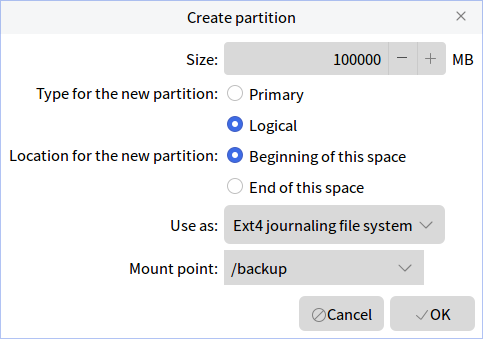 Create partition
Size: 100000 MB
Type for the new partition: Primary
Logical
Location for the new partition: Beginning of this space
End of this space
Use as: Ext4 journaling file system
Mount point: /backup
Cancel OK